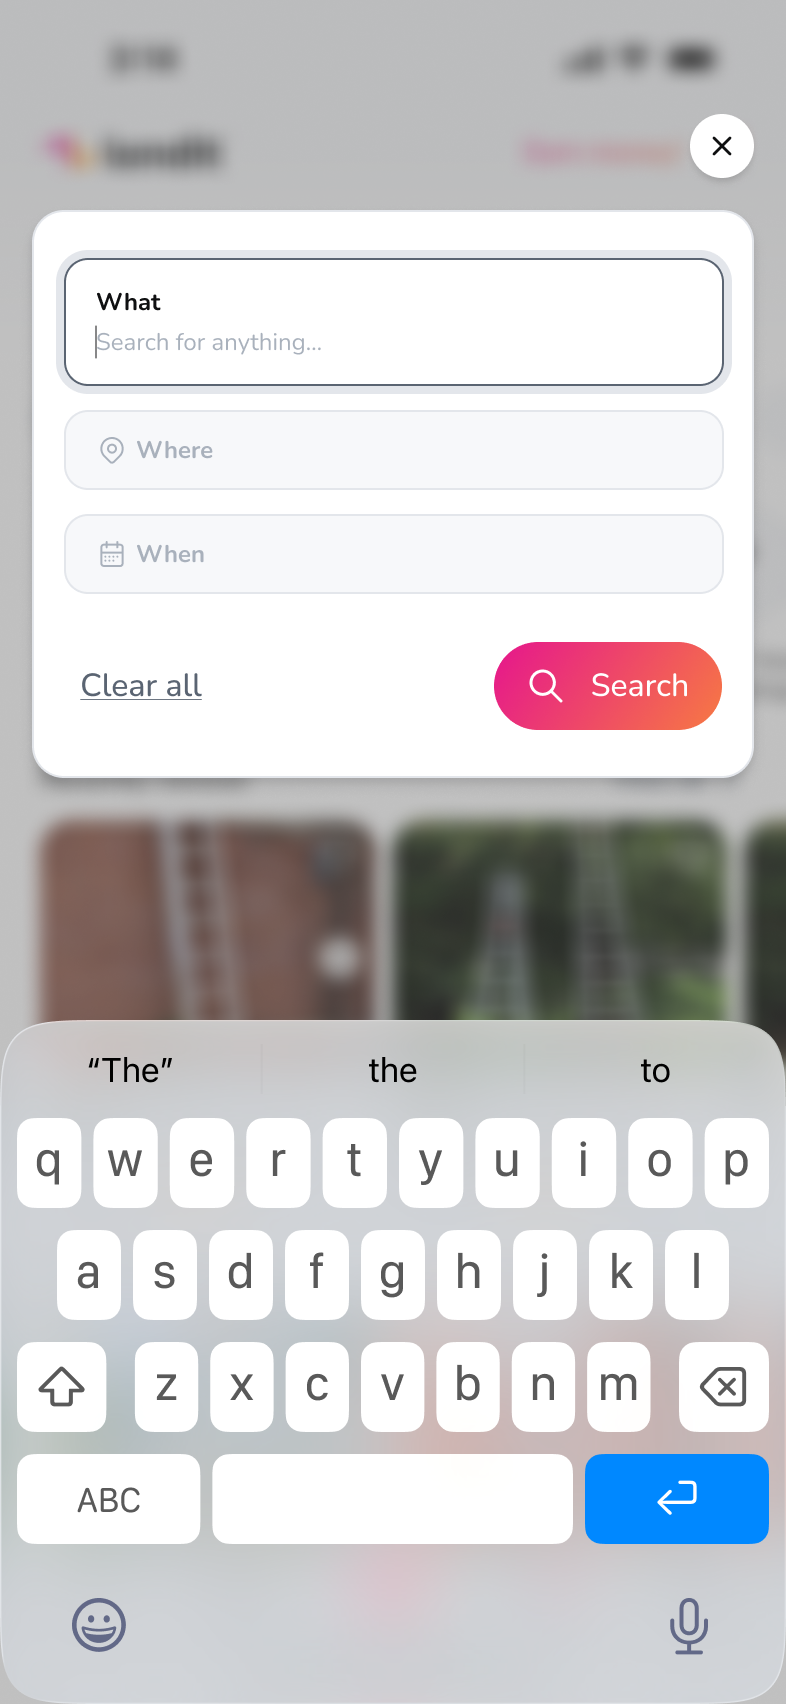 What
Search for anything...
Where
When
Clear all
Search
“The” the to
q w e r t y u i o p
a s d f g h j k l
z x c v b n m
ABC